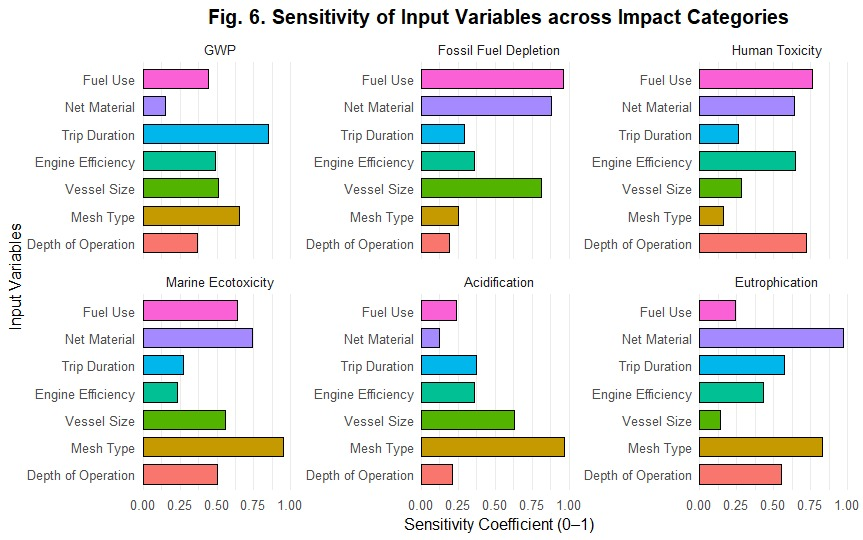 Fig. 6. Sensitivity of Input Variables across Impact Categories
GWP
Fossil Fuel Depletion
Human Toxicity
Fuel Use
Net Material
Trip Duration
Engine Efficiency
Vessel Size
Mesh Type
Depth of Operation
Fuel Use
Net Material
Trip Duration
Engine Efficiency
Vessel Size
Mesh Type
Depth of Operation
Fuel Use
Net Material
Trip Duration
Engine Efficiency
Vessel Size
Mesh Type
Depth of Operation
Input Variables
Marine Ecotoxicity
Acidification
Eutrophication
Fuel Use
Net Material
Trip Duration
Engine Efficiency
Vessel Size
Mesh Type
Depth of Operation
Fuel Use
Net Material
Trip Duration
Engine Efficiency
Vessel Size
Mesh Type
Depth of Operation
Fuel Use
Net Material
Trip Duration
Engine Efficiency
Vessel Size
Mesh Type
Depth of Operation
0.00 0.25 0.50 0.75 1.00
0.00 0.25 0.50 0.75 1.00
0.00 0.25 0.50 0.75 1.00
Sensitivity Coefficient (0–1)